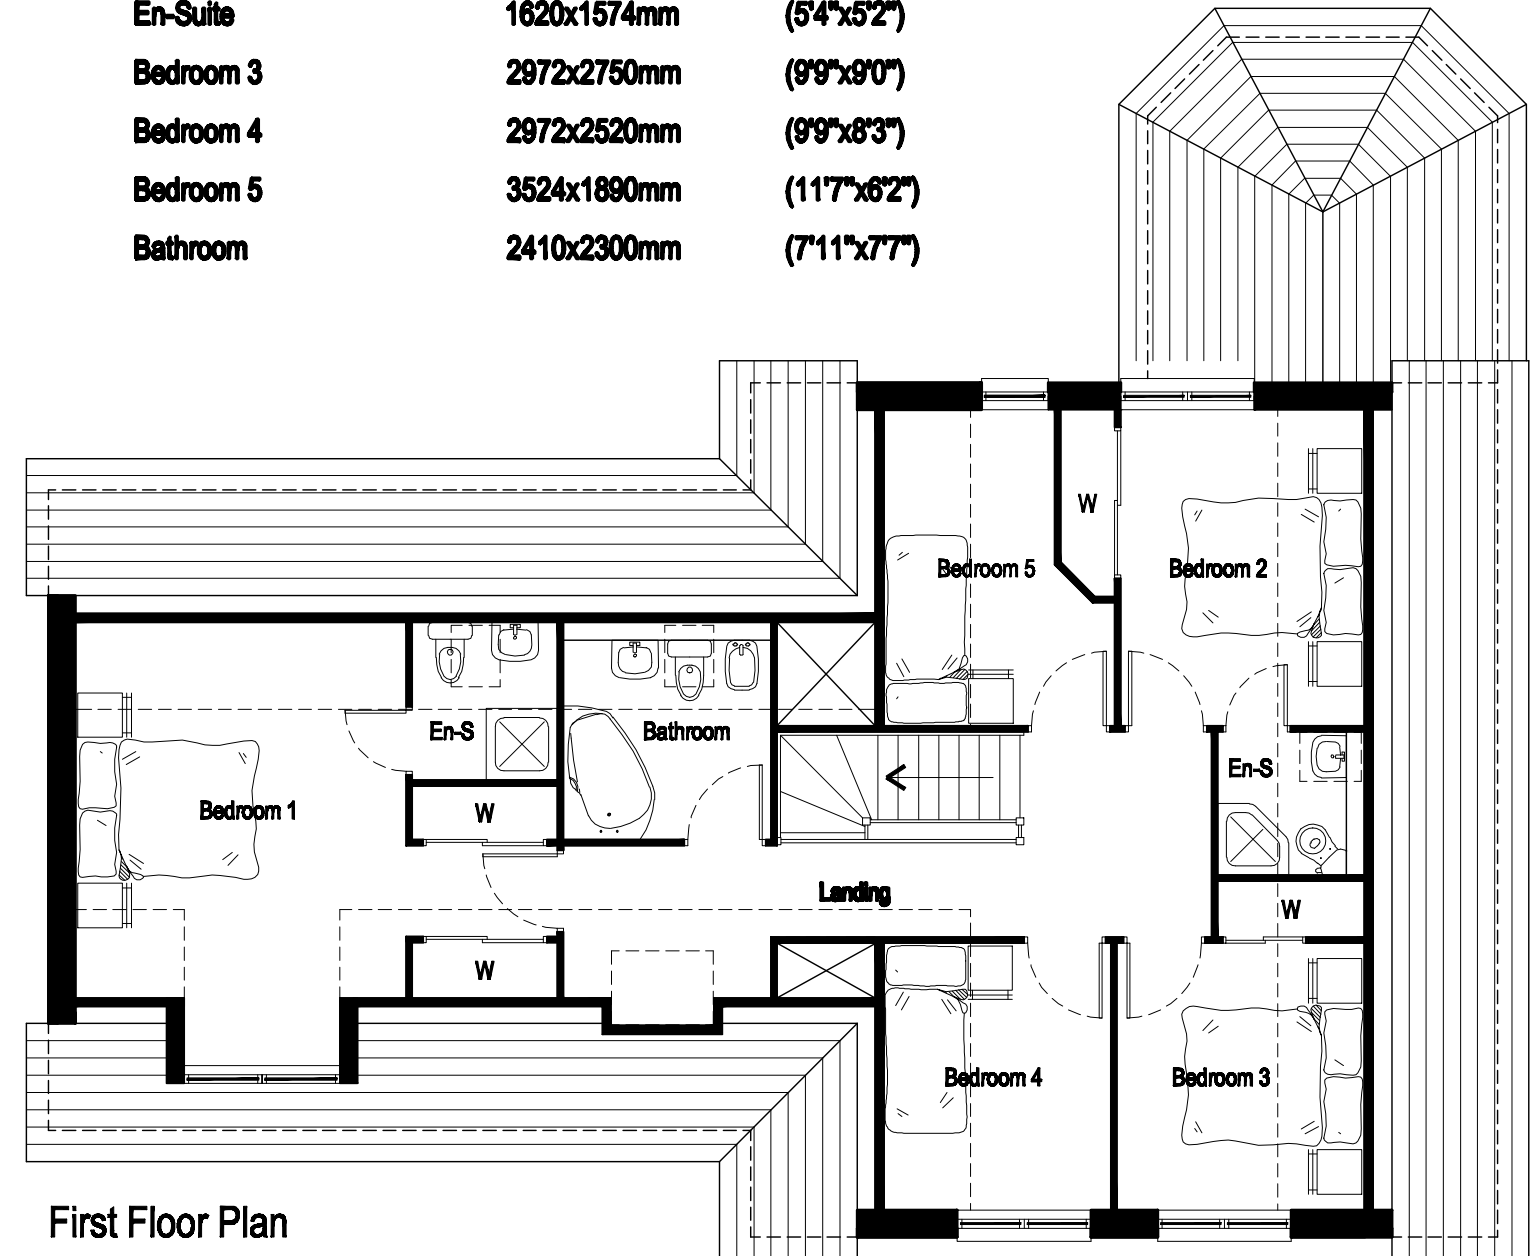 En-Suite 1620x1574mm (5'4"x5'2")
Bedroom 3 2972x2750mm (9'9"x9'0")
Bedroom 4 2972x2520mm (9'9"x8'3")
Bedroom 5 3524x1890mm (11'7"x6'2")
Bathroom 2410x2300mm (7'11"x7'7")
W
Bedroom 5
Bedroom 2
En-S
Bathroom
En-S
Bedroom 1
W
Landing
W
W
Bedroom 4
Bedroom 3
First Floor Plan